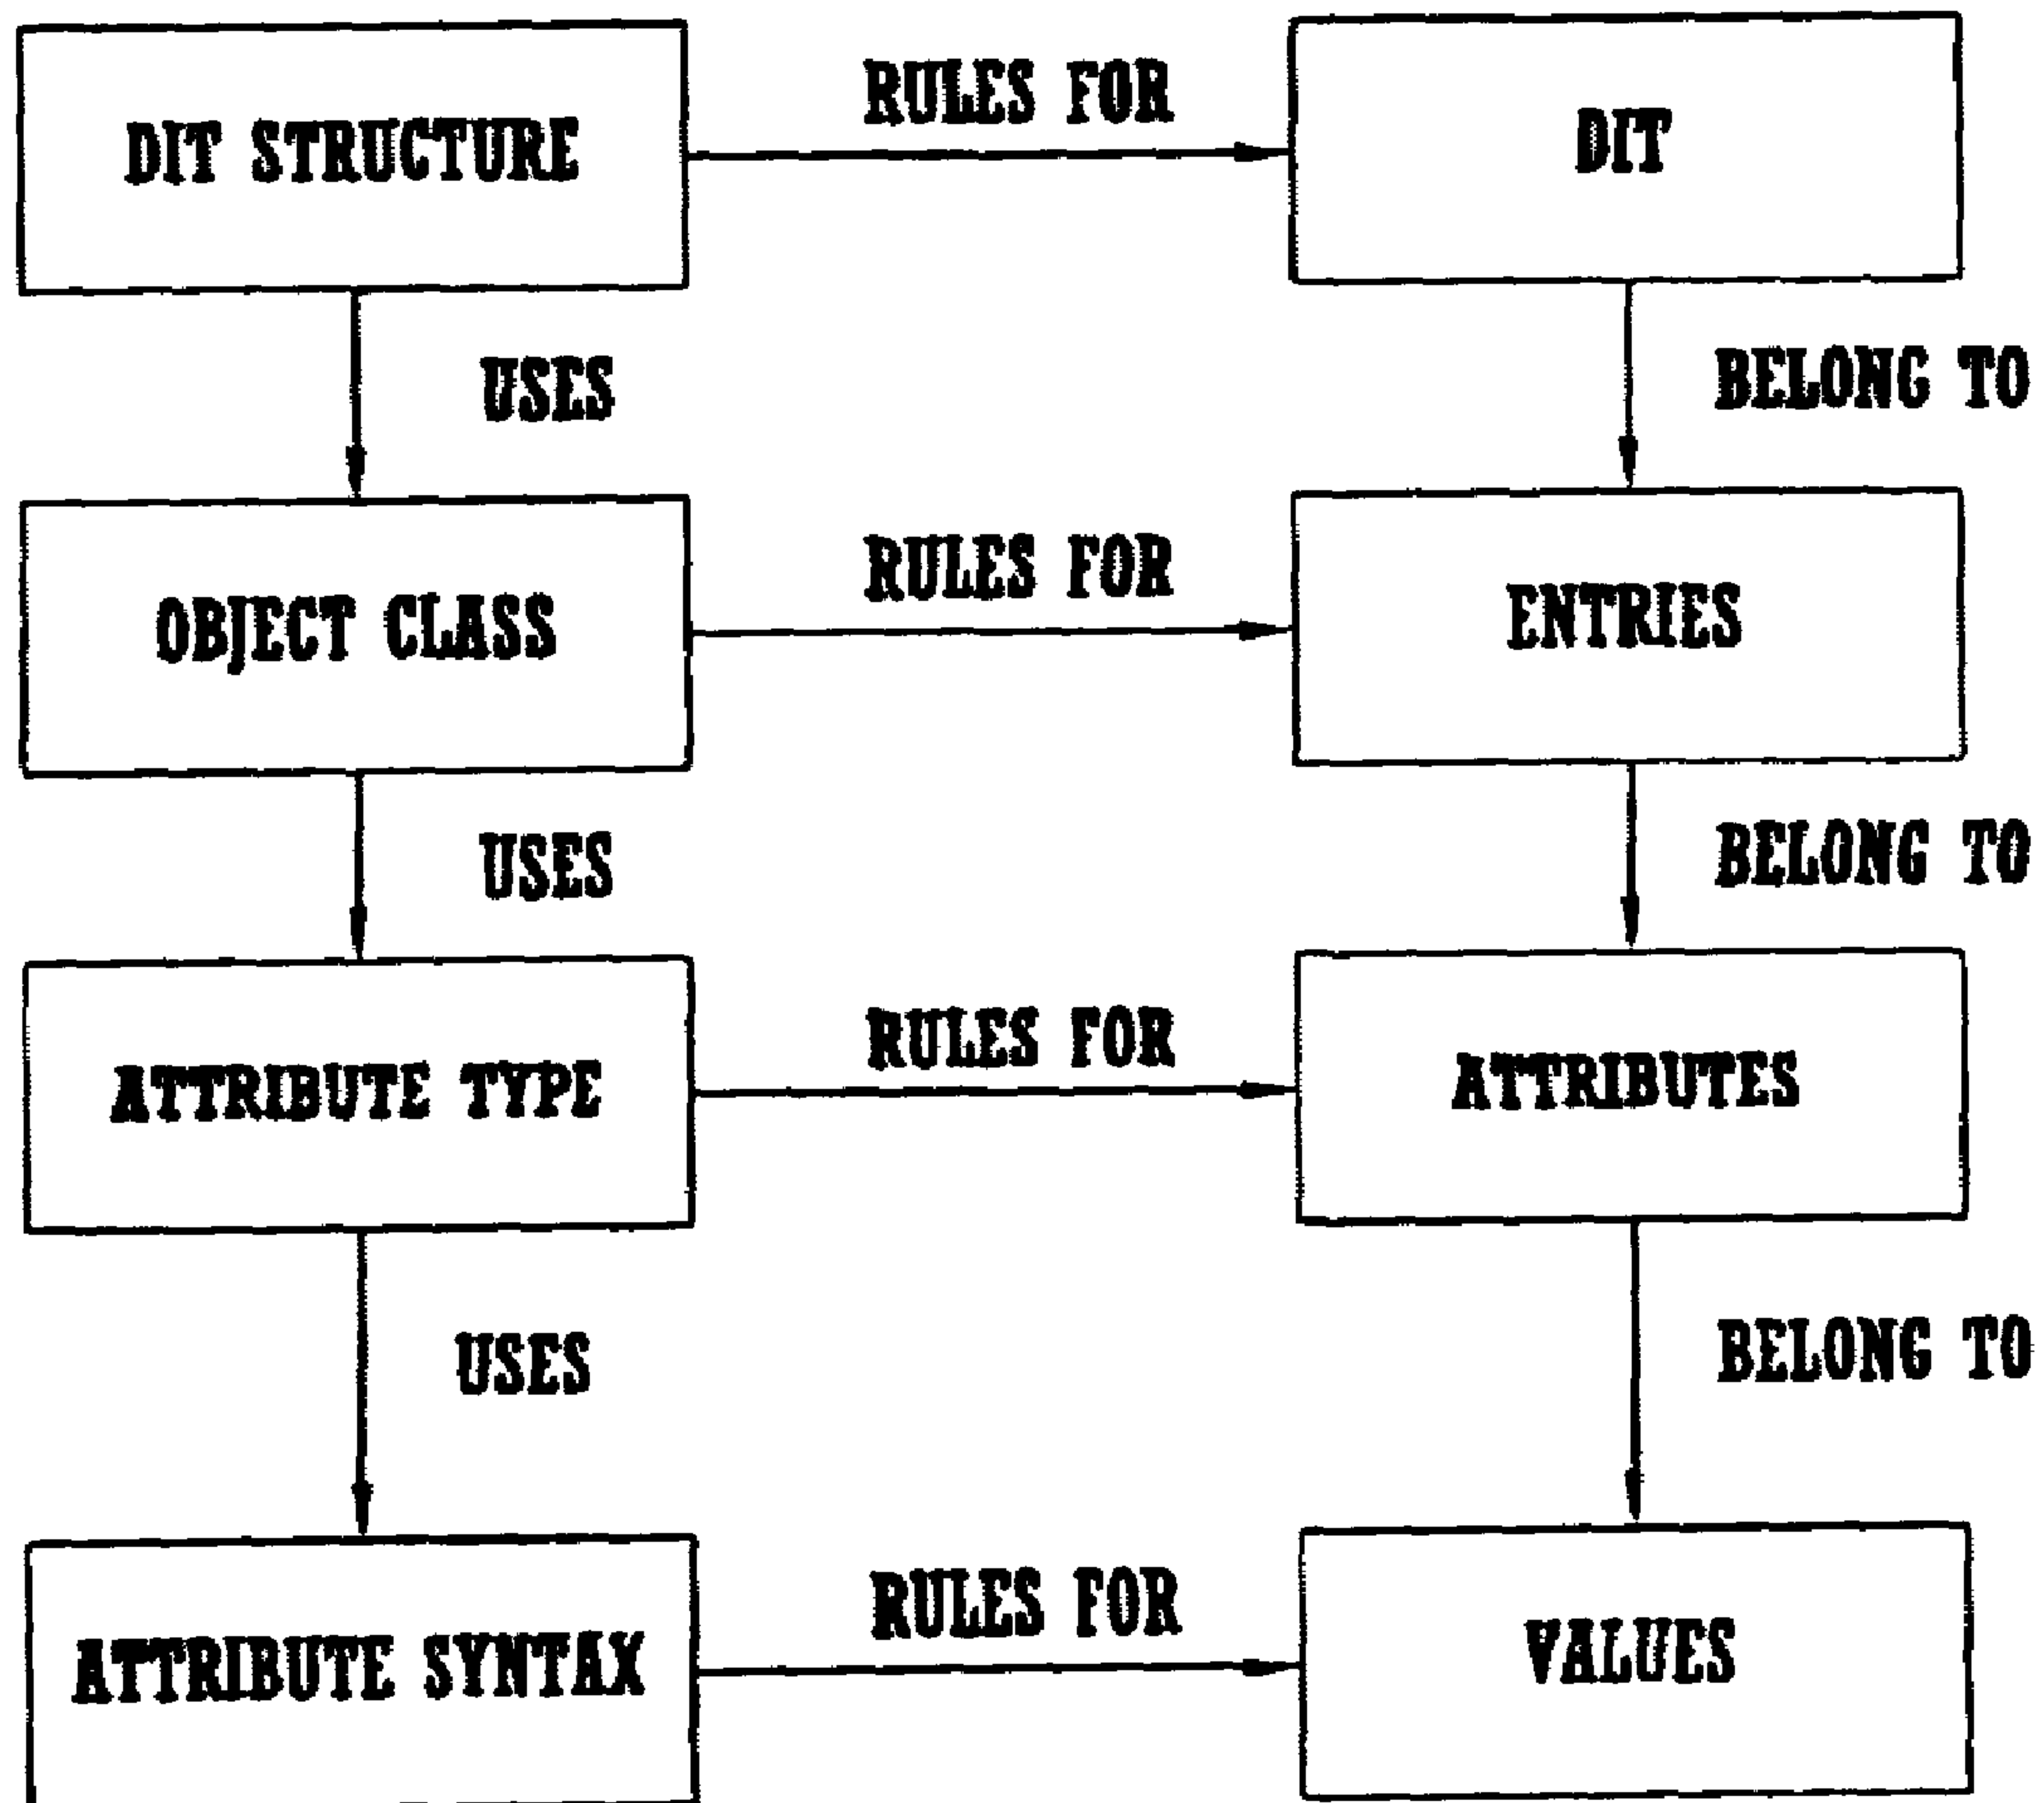 RULES FOR
DIT STRUCTURE
DIT
USES
BELONG TO
RULES FOR
OBJECT CLASS
ENTRIES
USES
BELONG TO
RULES FOR
ATTRIBUTE TYPE
ATTRIBUTES
USES
BELONG TO
RULES FOR
ATTRIBUTE SYNTAX
VALUES